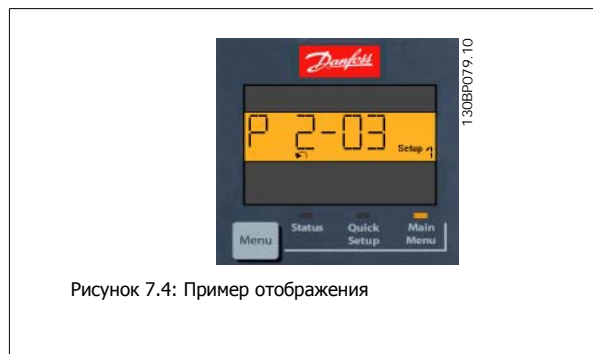 Danfoss
130BP079.10
P 2-03
Setup 1
Status
Quick Setup
Main Menu
Menu
Рисунок 7.4: Пример отображения